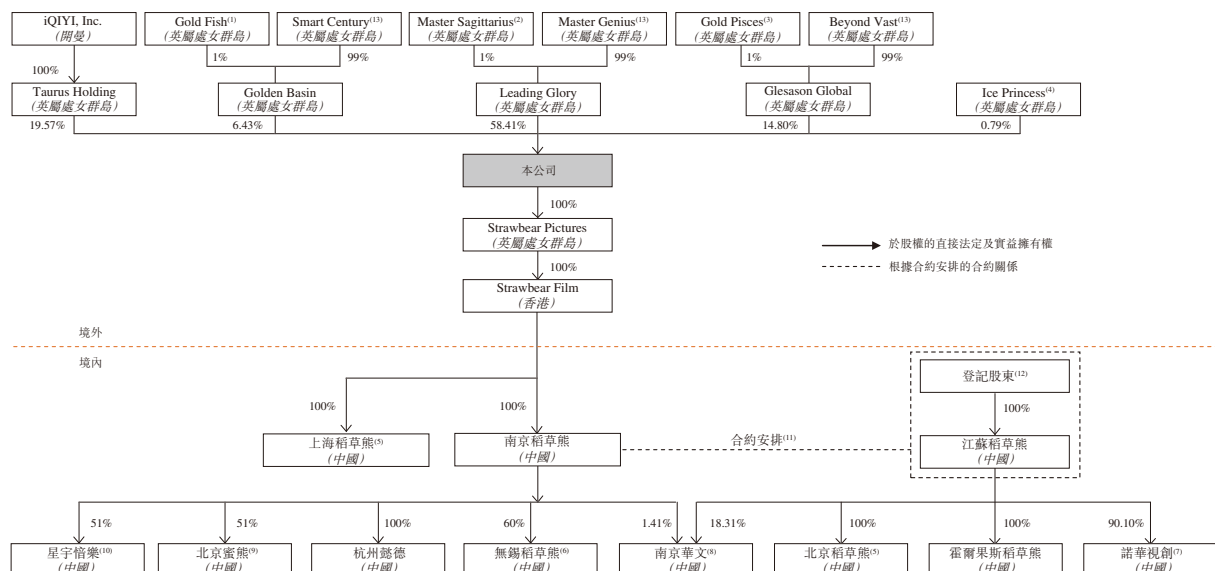 iQIYI, Inc.
(開曼)
Gold Fish(1)
(英屬處女群島)
Smart Century(13)
(英屬處女群島)
Master Sagittarius(2)
(英屬處女群島)
Master Genius(13)
(英屬處女群島)
Gold Pisces(3)
(英屬處女群島)
Beyond Vast(13)
(英屬處女群島)
100%
1%
99%
1%
99%
1%
99%
Taurus Holding
(英屬處女群島)
Golden Basin
(英屬處女群島)
Leading Glory
(英屬處女群島)
Glesason Global
(英屬處女群島)
Ice Princess(4)
(英屬處女群島)
19.57%
6.43%
58.41%
14.80%
0.79%
本公司
100%
Strawbear Pictures
(英屬處女群島)
於股權的直接法定及實益擁有權
100%
根據合約安排的合約關係
Strawbear Film
(香港)
境外
境內
登記股東(12)
100%
100%
100%
上海稻草熊(5)
(中國)
南京稻草熊
(中國)
合約安排(11)
江蘇稻草熊
(中國)
51%
51%
100%
60%
1.41%
18.31%
100%
100%
90.10%
星宇愔樂(10)
(中國)
北京蜜熊(9)
(中國)
杭州懿德
(中國)
無錫稻草熊(6)
(中國)
南京華文(8)
(中國)
北京稻草熊(5)
(中國)
霍爾果斯稻草熊
(中國)
諾華視創(7)
(中國)